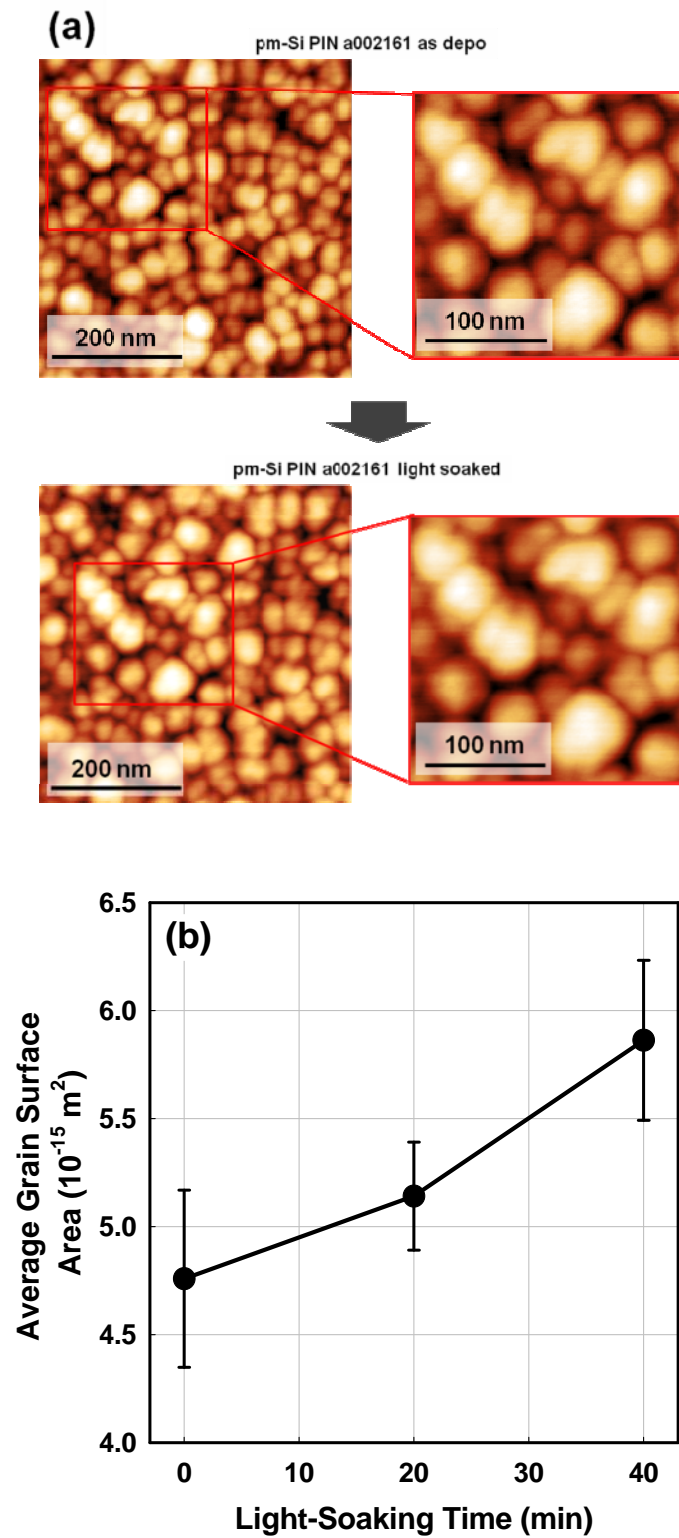 (a)
pm-Si PIN a002161 as depo
200 nm
100 nm
pm-Si PIN a002161 light soaked
200 nm
100 nm
(b)
6.5
6.0
5.5
5.0
4.5
4.0
Average Grain Surface
Area (10⁻¹⁵ m²)
0 10 20 30 40
Light-Soaking Time (min)